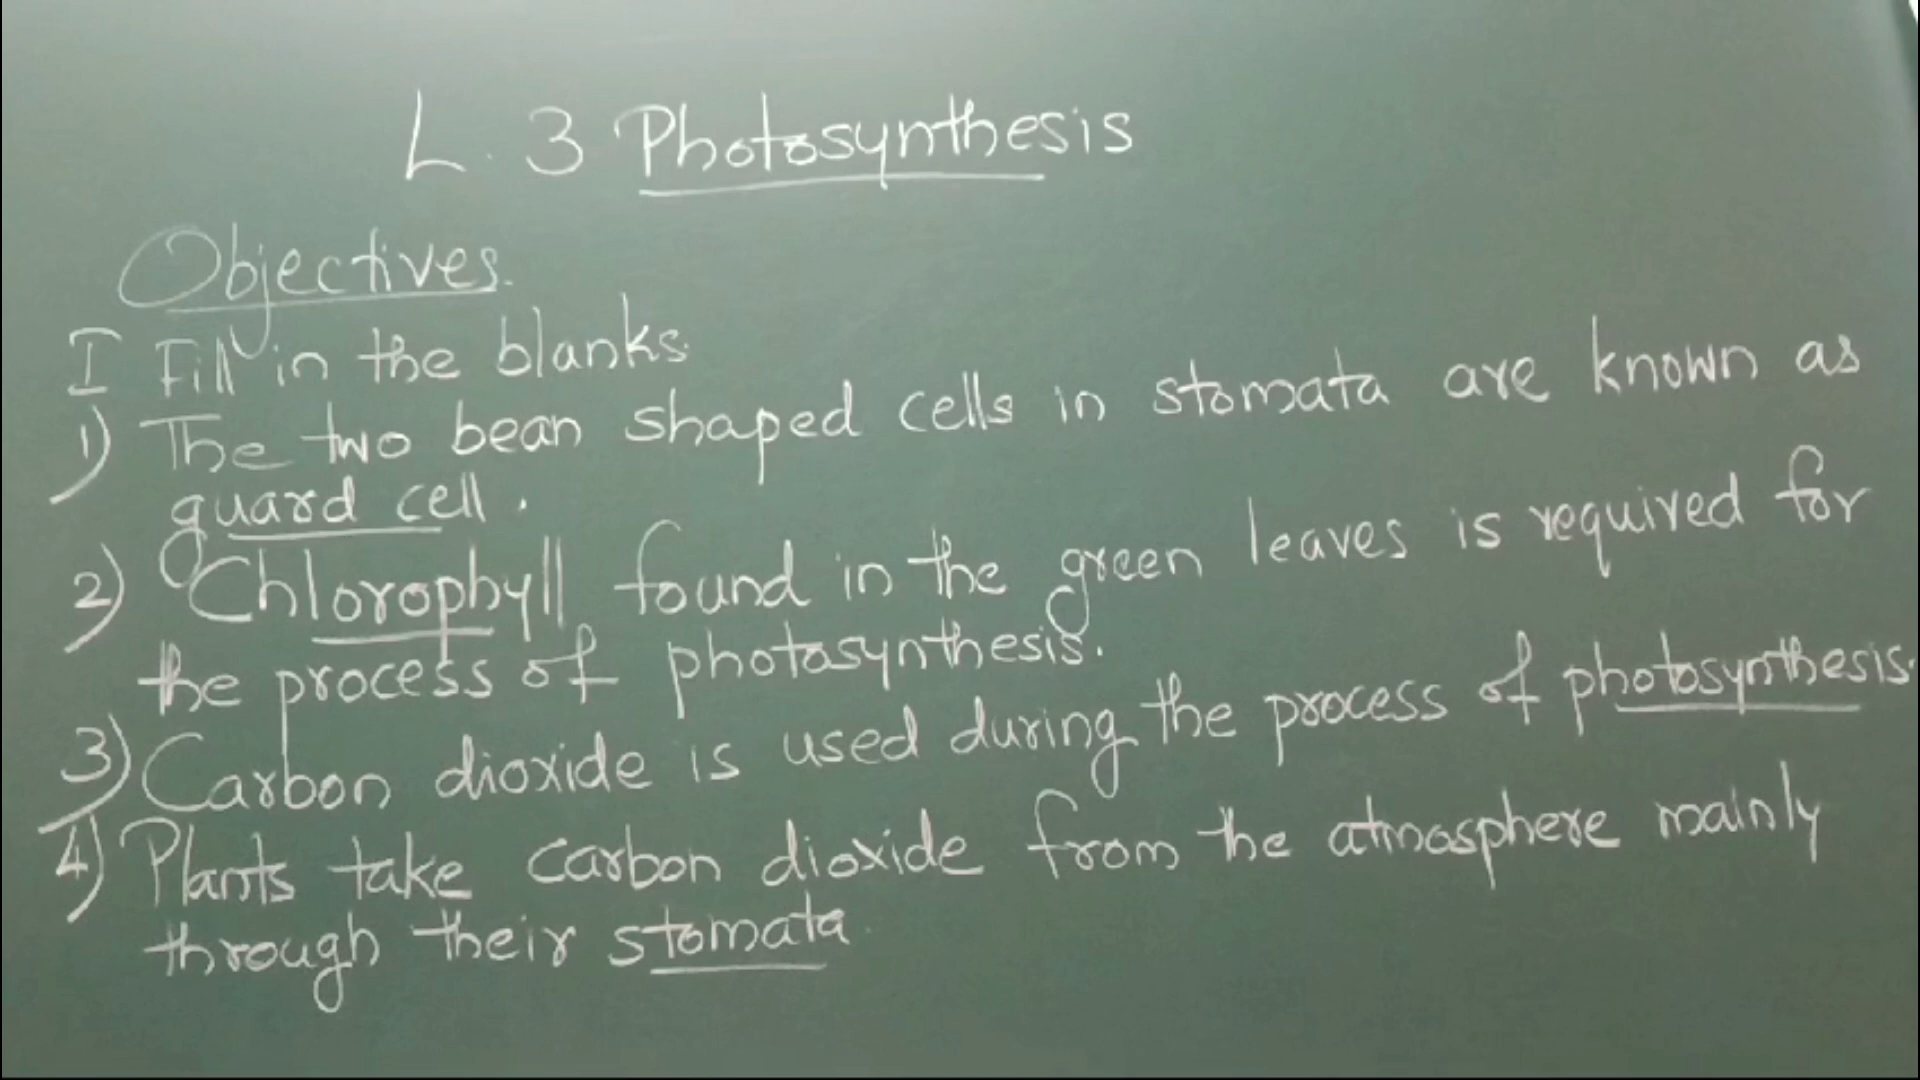 L. 3 Photosynthesis
Objectives.
I Fill in the blanks.
1) The two bean shaped cells in stomata are known as
guard cell.
2) Chlorophyll found in the green leaves is required for
the process of photosynthesis.
3) Carbon dioxide is used during the process of photosynthesis.
4) Plants take carbon dioxide from the atmosphere mainly
through their stomata.